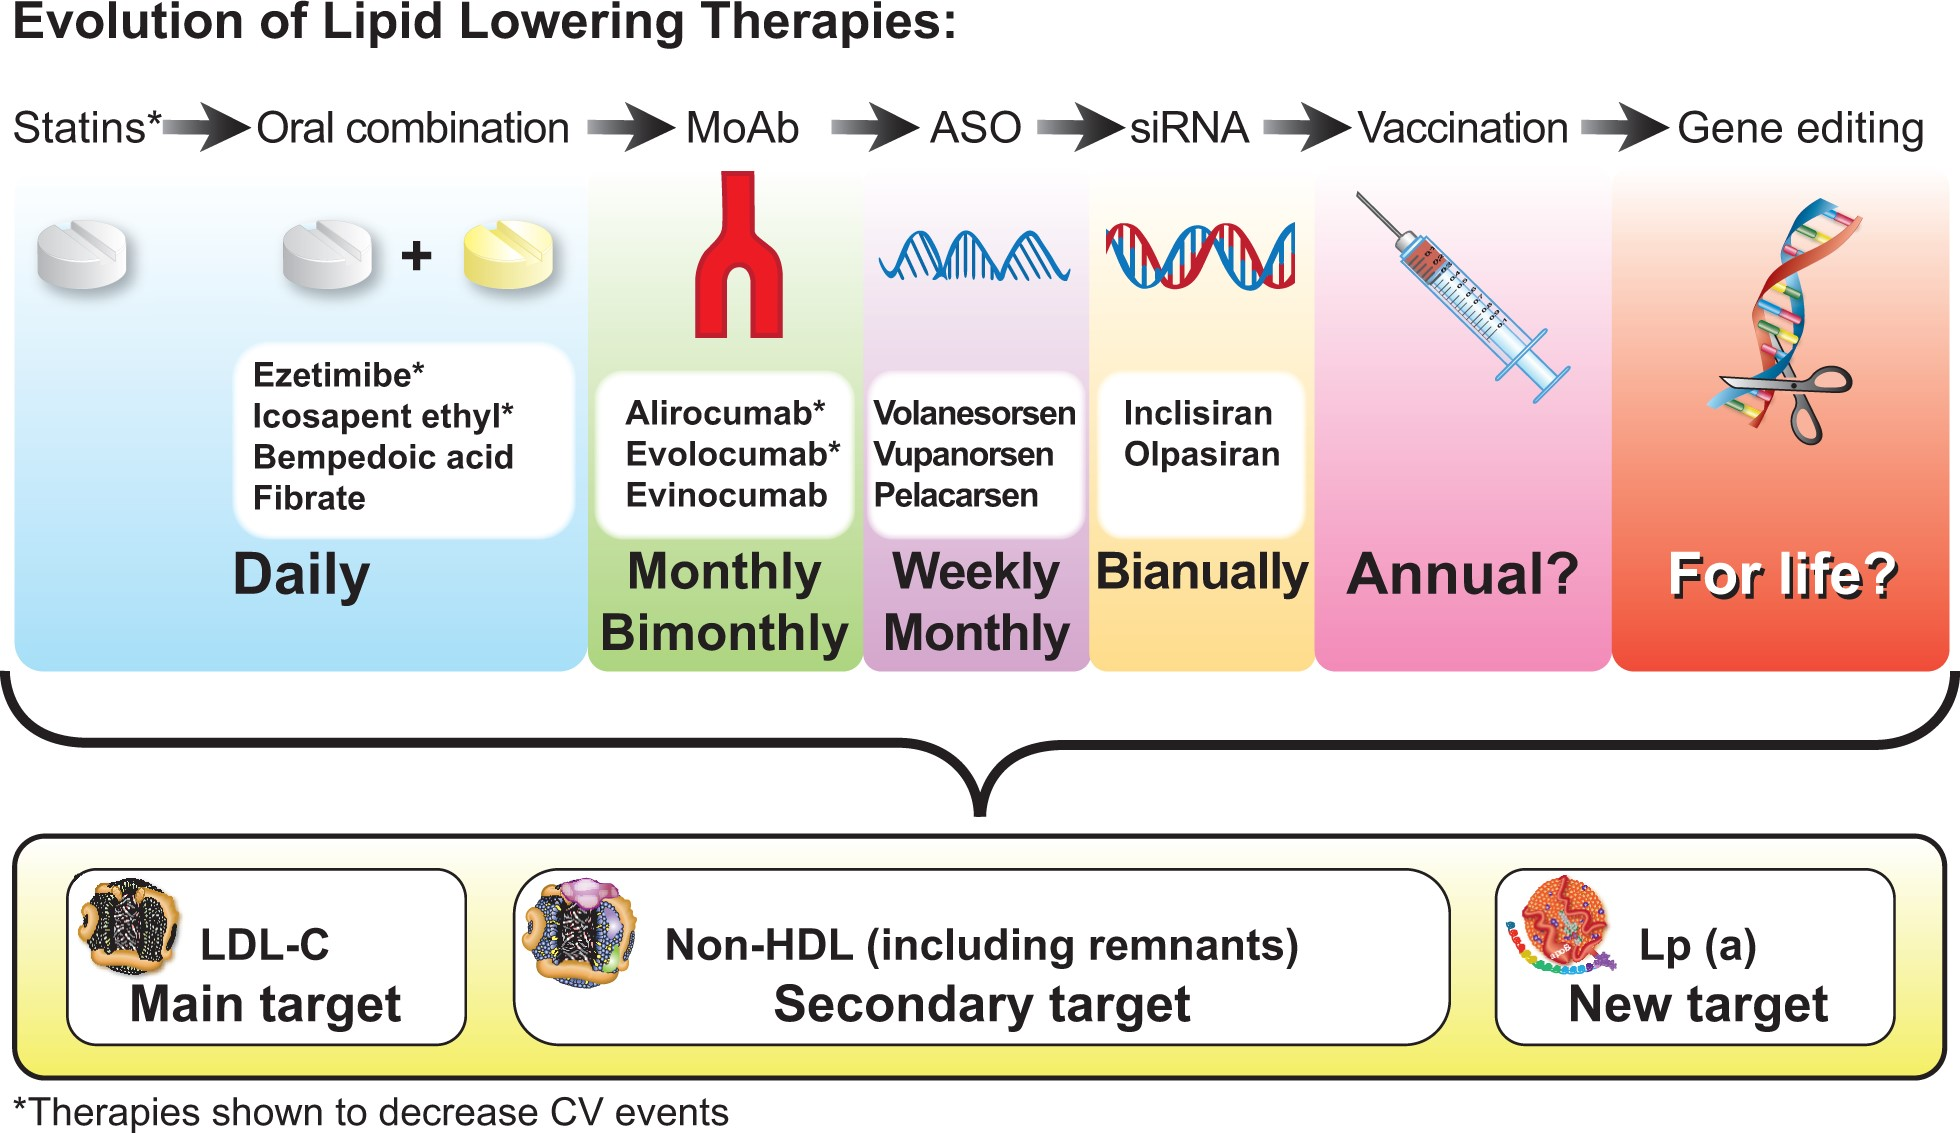 Evolution of Lipid Lowering Therapies:
Statins* Oral combination MoAb ASO siRNA Vaccination Gene editing
+
Ezetimibe*
Icosapent ethyl*
Bempedoic acid
Fibrate
Daily
Alirocumab*
Evolocumab*
Evinocumab
Monthly
Bimonthly
Volanesorsen
Vupanorsen
Pelacarsen
Weekly
Monthly
Inclisiran
Olpasiran
Bianually
Annual?
For life?
LDL-C
Main target
Non-HDL (including remnants)
Secondary target
Lp (a)
New target
*Therapies shown to decrease CV events